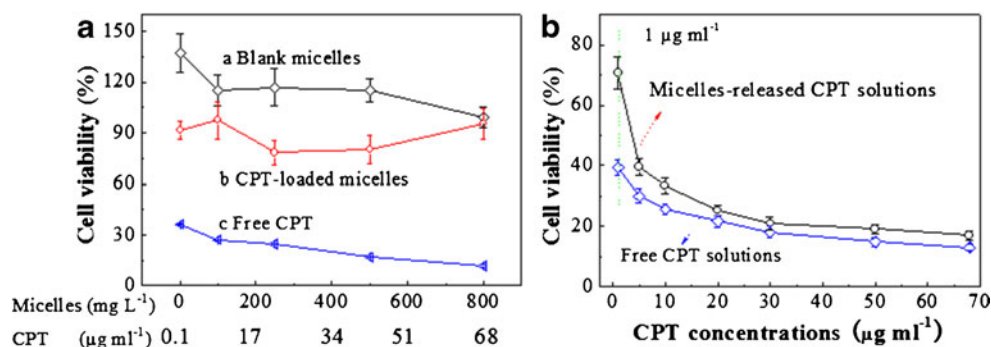 a
Cell viability (%)
150
120
90
60
30
0
a Blank micelles
b CPT-loaded micelles
c Free CPT
Micelles (mg L⁻¹) 0 200 400 600 800
CPT (μg ml⁻¹) 0.1 17 34 51 68
b
Cell viability (%)
80
60
40
20
0
1 μg ml⁻¹
Micelles-released CPT solutions
Free CPT solutions
0 10 20 30 40 50 60 70
CPT concentrations (μg ml⁻¹)